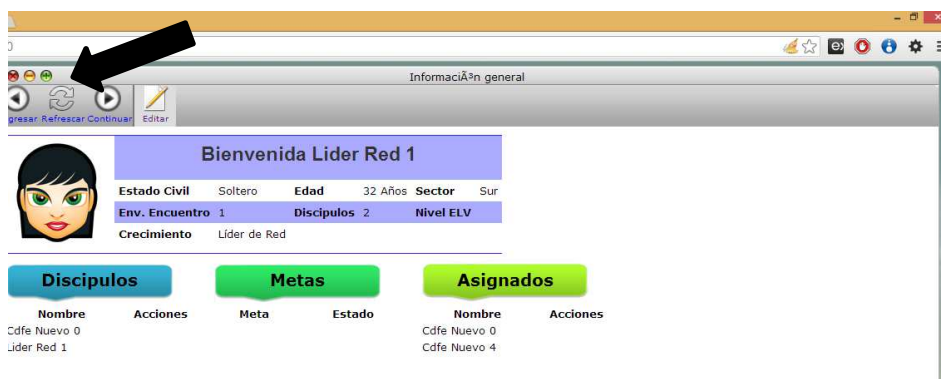 InformaciÃ³n general
gresar Refrescar Continuar Editar
Bienvenida Lider Red 1
Estado Civil Soltero Edad 32 Años Sector Sur
Env. Encuentro 1 Discipulos 2 Nivel ELV
Crecimiento Líder de Red
Discipulos Metas Asignados
Nombre Acciones Meta Estado Nombre Acciones
Cdfe Nuevo 0 Cdfe Nuevo 0
Lider Red 1 Cdfe Nuevo 4